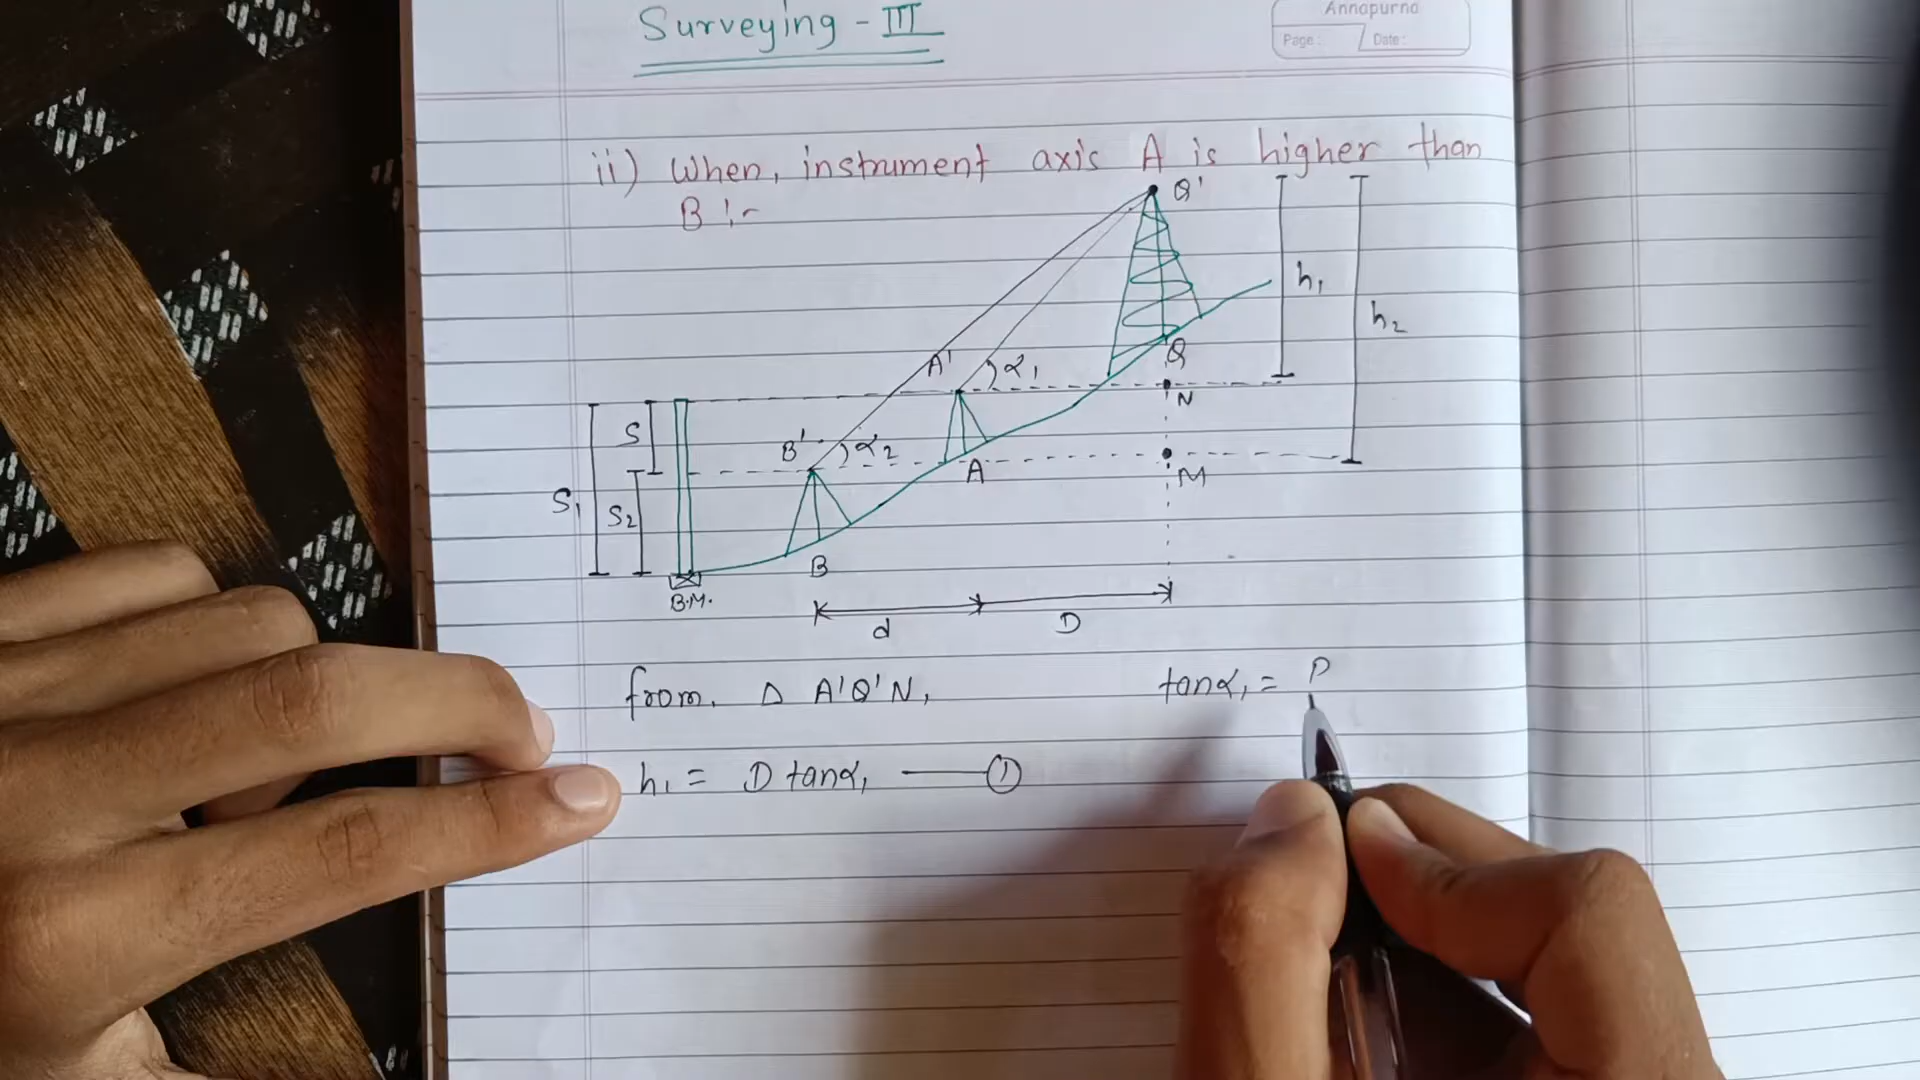 Surveying - III
Annapurna
Page: Date:
ii) When, instrument axis A is higher than
B :-
Q'
h₁
h₂
A' α₁
Q
N
S
B' α₂
A
M
S₁
S₂
B
B.M.
d
D
from, Δ A'Q'N,
tanα₁ = P
h₁ = D tanα₁ —— ①